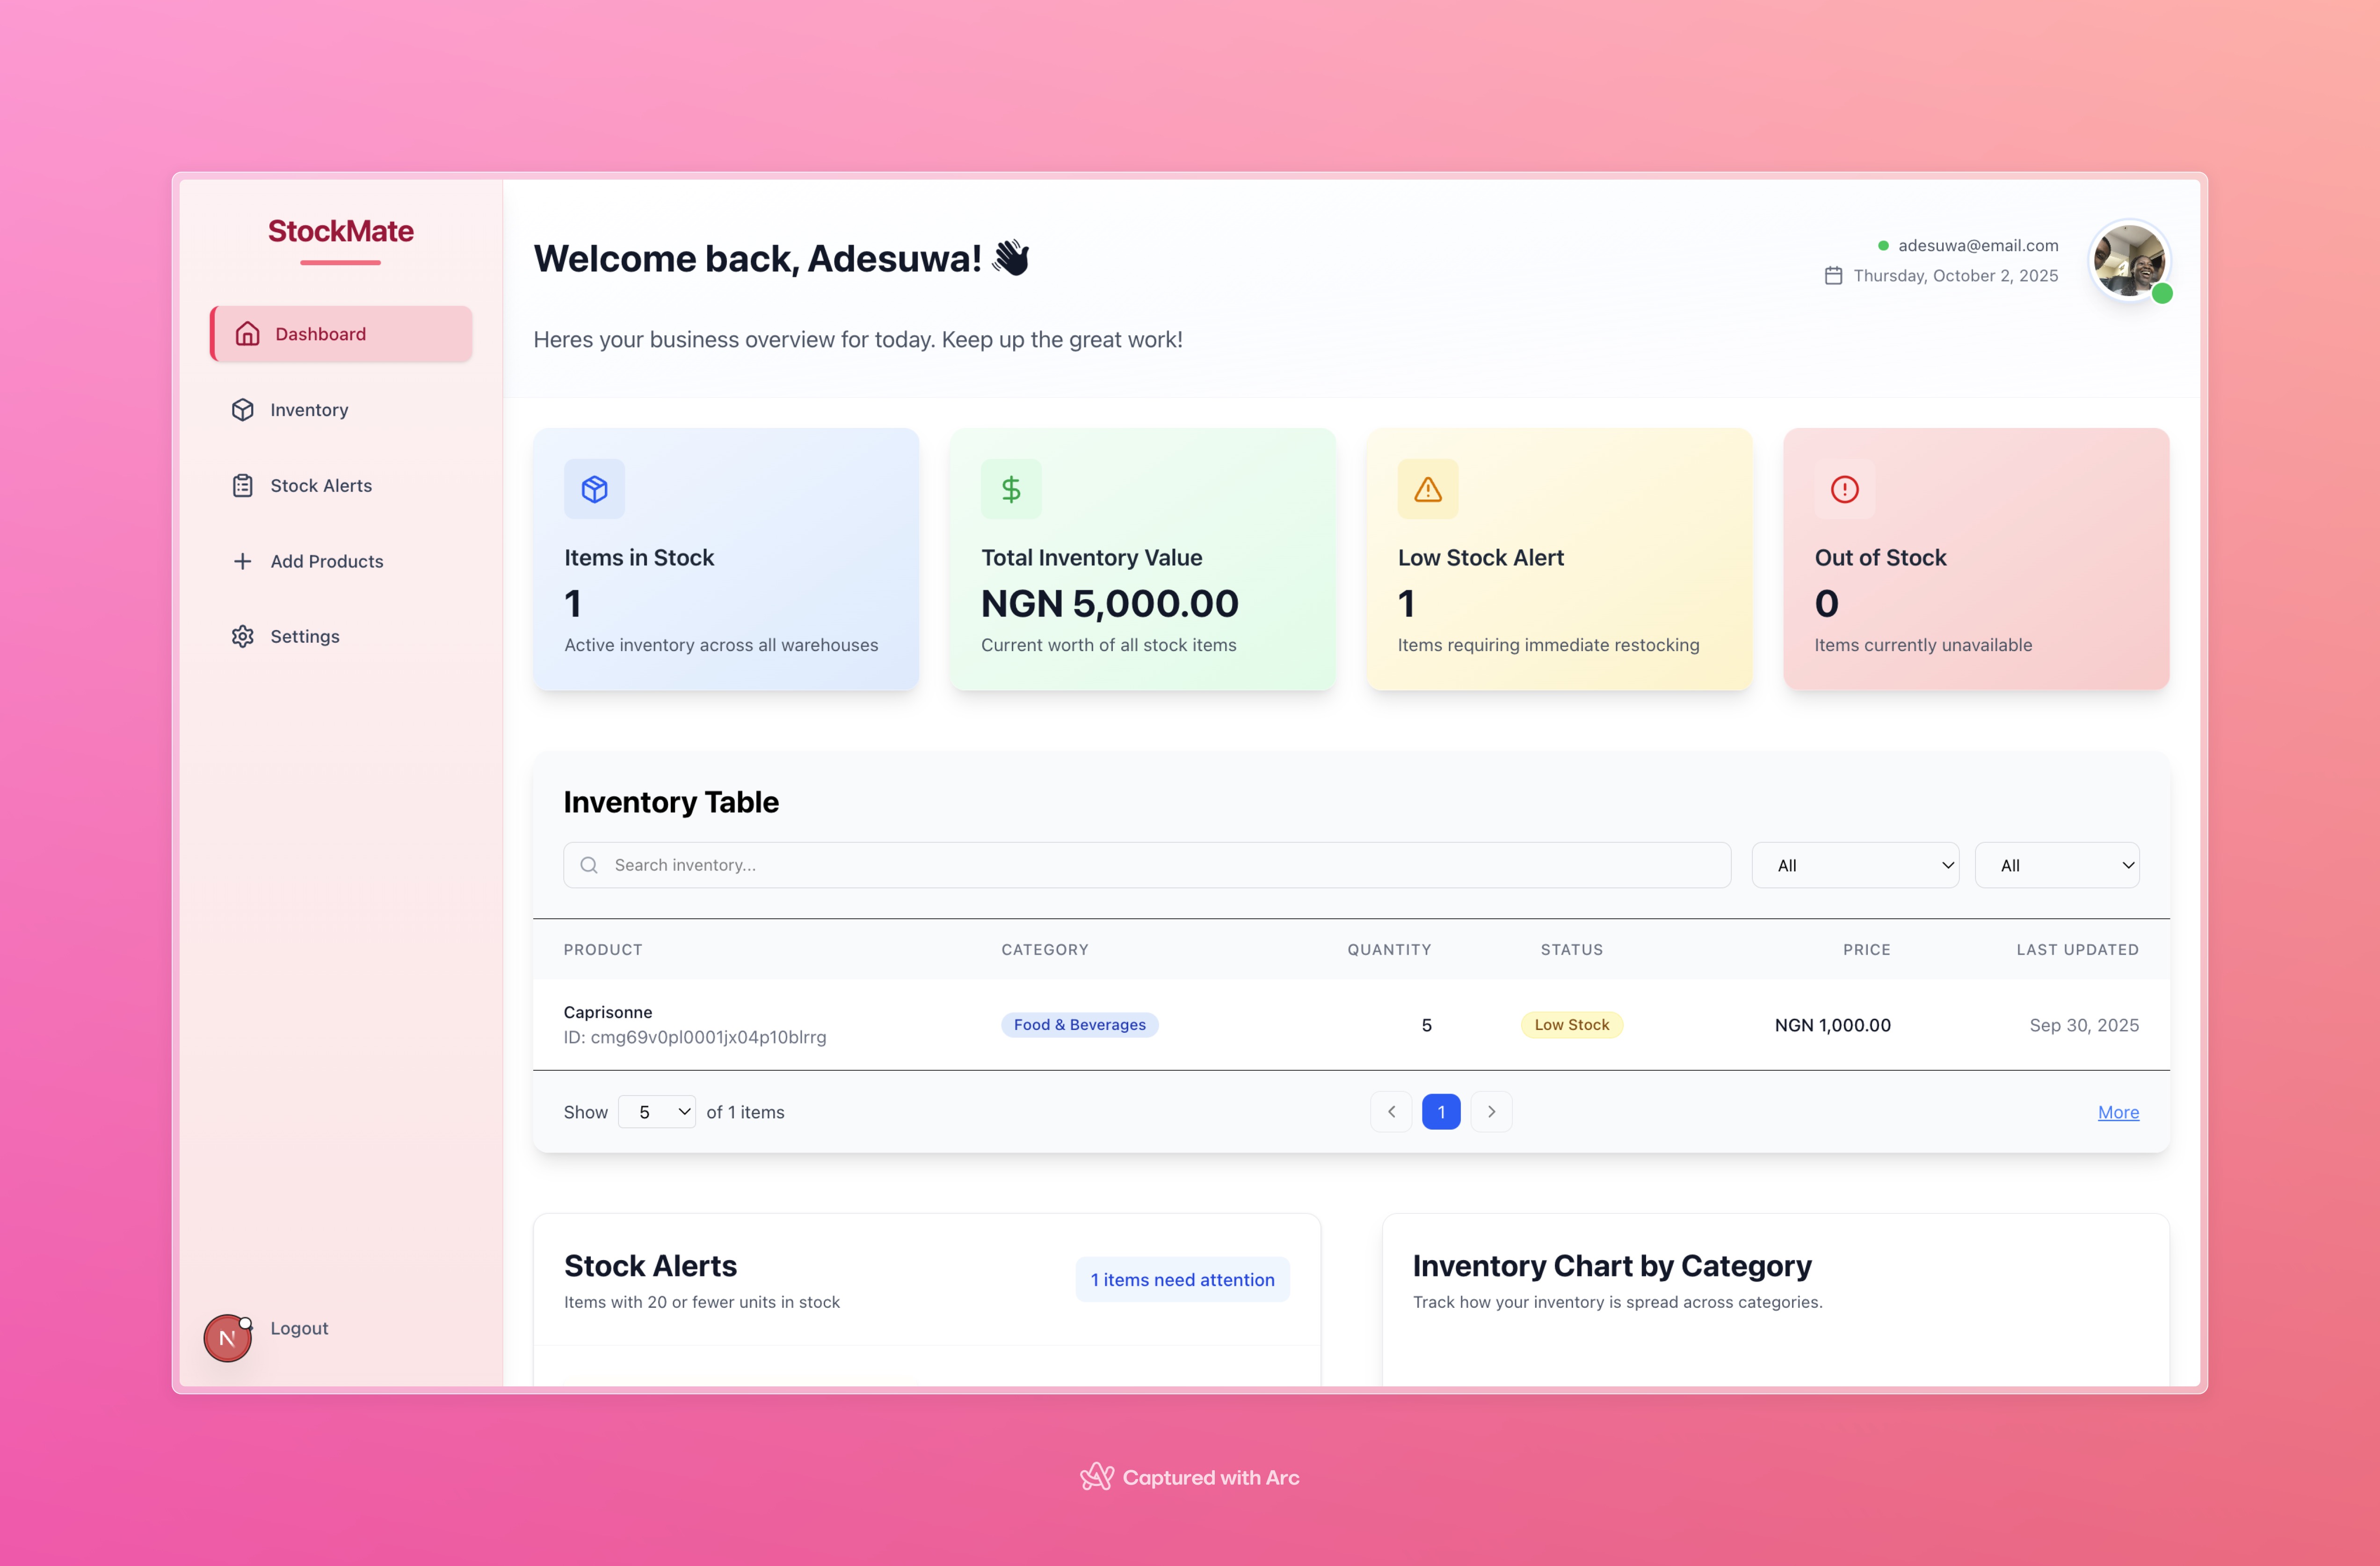 StockMate
Dashboard
Inventory
Stock Alerts
Add Products
Settings
Logout
Welcome back, Adesuwa! 👋
Heres your business overview for today. Keep up the great work!
adesuwa@email.com
Thursday, October 2, 2025
Items in Stock
1
Active inventory across all warehouses
Total Inventory Value
NGN 5,000.00
Current worth of all stock items
Low Stock Alert
1
Items requiring immediate restocking
Out of Stock
0
Items currently unavailable
Inventory Table
Search inventory...
All
All
PRODUCT CATEGORY QUANTITY STATUS PRICE LAST UPDATED
Caprisonne
ID: cmg69v0pl0001jx04p10blrrg
Food & Beverages 5 Low Stock NGN 1,000.00 Sep 30, 2025
Show 5 of 1 items
1
More
Stock Alerts
Items with 20 or fewer units in stock
1 items need attention
Inventory Chart by Category
Track how your inventory is spread across categories.
N
Captured with Arc